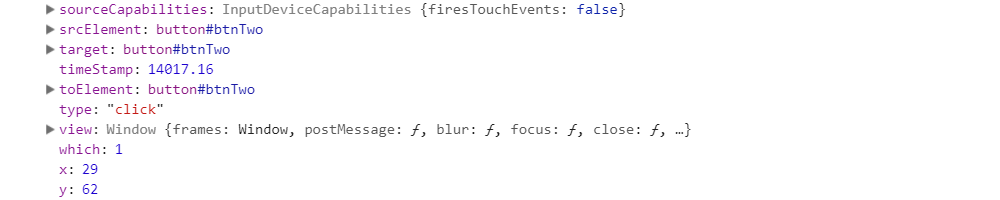 ▶sourceCapabilities: InputDeviceCapabilities {firesTouchEvents: false}
▶srcElement: button#btnTwo
▶target: button#btnTwo
timeStamp: 14017.16
▶toElement: button#btnTwo
type: "click"
▶view: Window {frames: Window, postMessage: ƒ, blur: ƒ, focus: ƒ, close: ƒ, …}
which: 1
x: 29
y: 62